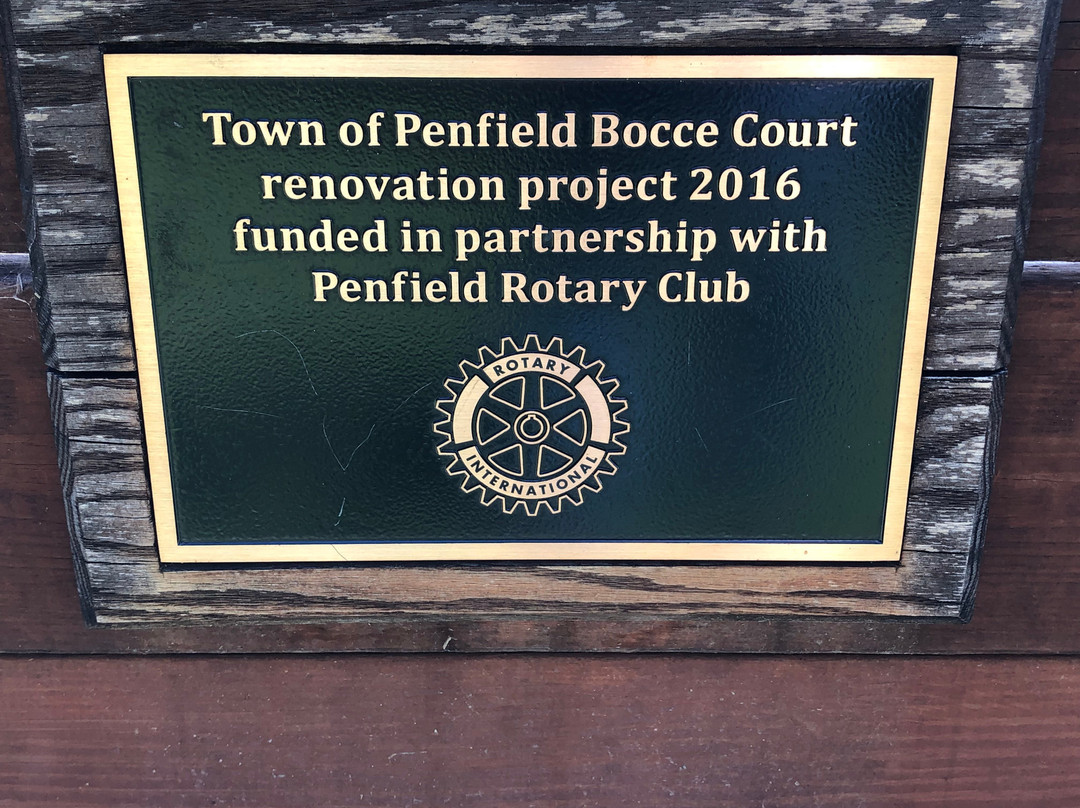 Town of Penfield Bocce Court
renovation project 2016
funded in partnership with
Penfield Rotary Club
ROTARY
INTERNATIONAL